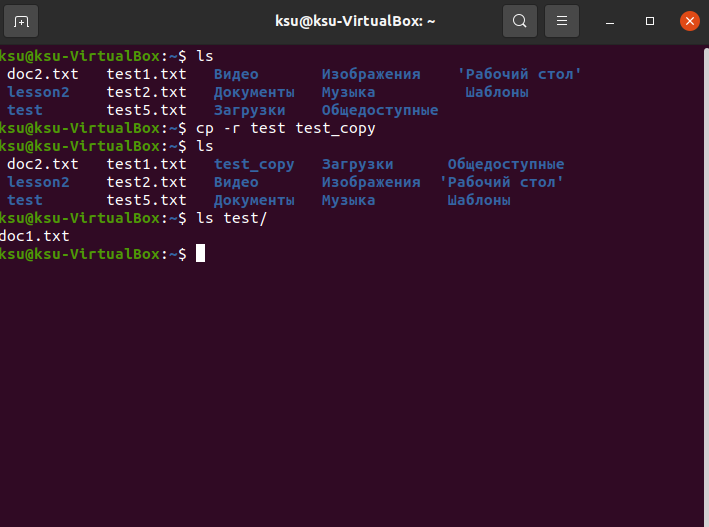 ksu@ksu-VirtualBox: ~
ksu@ksu-VirtualBox:~$ ls
doc2.txt   test1.txt   Видео       Изображения    'Рабочий стол'
lesson2    test2.txt   Документы   Музыка          Шаблоны
test       test5.txt   Загрузки    Общедоступные
ksu@ksu-VirtualBox:~$ cp -r test test_copy
ksu@ksu-VirtualBox:~$ ls
doc2.txt   test1.txt   test_copy   Загрузки      Общедоступные
lesson2    test2.txt   Видео       Изображения  'Рабочий стол'
test       test5.txt   Документы   Музыка        Шаблоны
ksu@ksu-VirtualBox:~$ ls test/
doc1.txt
ksu@ksu-VirtualBox:~$